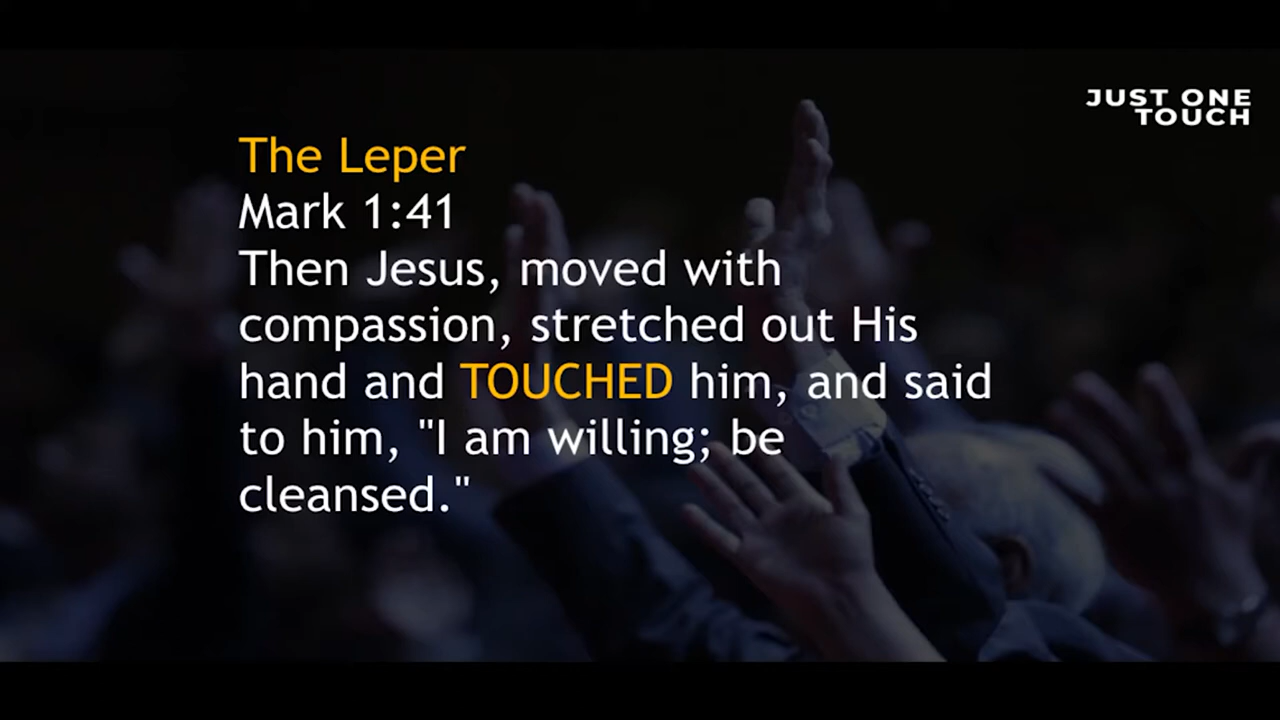 JUST ONE
TOUCH
The Leper
Mark 1:41
Then Jesus, moved with
compassion, stretched out His
hand and TOUCHED him, and said
to him, "I am willing; be
cleansed."